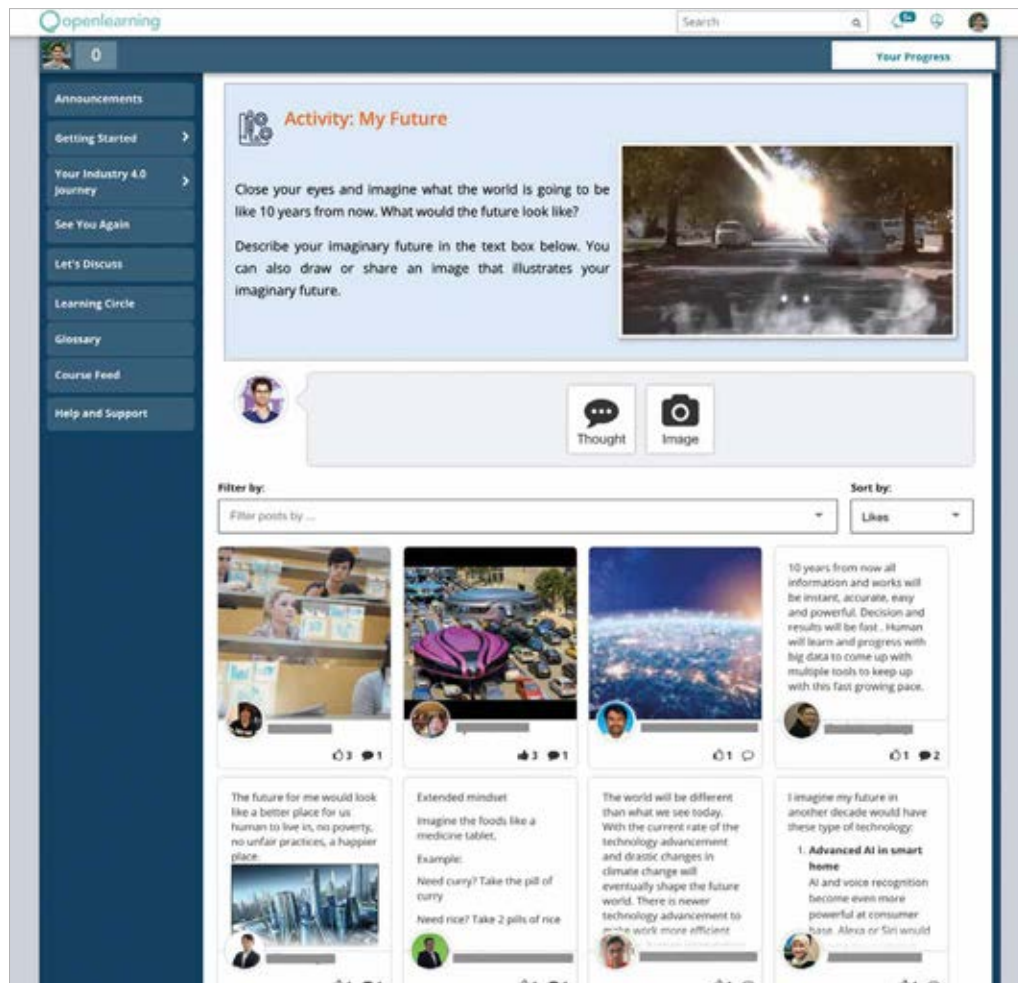 openlearning
Search
0
Your Progress
Announcements
Getting Started
Your Industry 4.0
Journey
See You Again
Let's Discuss
Learning Circle
Glossary
Course Feed
Help and Support
Activity: My Future
Close your eyes and imagine what the world is going to be
like 10 years from now. What would the future look like?
Describe your imaginary future in the text box below. You
can also draw or share an image that illustrates your
imaginary future.
Thought
Image
Filter by:
Sort by:
Filter posts by ...
Likes
10 years from now all
information and works will
be instant, accurate, easy
and powerful. Decision and
results will be fast . Human
will learn and progress with
big data to come up with
multiple tools to keep up
with this fast growing pace.
3 1
3 1
1
1 2
The future for me would look
like a better place for us
human to live in, no poverty,
no unfair practices, a happier
place
Extended mindset
Imagine the foods like a
medicine tablet,
Example:
Need curry? Take the pill of
curry
Need rice? Take 2 pills of rice
The world will be different
than what we see today.
With the current rate of the
technology advancement
and drastic changes in
climate change will
eventually shape the future
world. There is newer
technology advancement to
make work more efficient
I imagine my future in
another decade would have
these type of technology:
1. Advanced AI in smart
home
AI and voice recognition
become even more
powerful at consumer
base. Alexa or Siri would